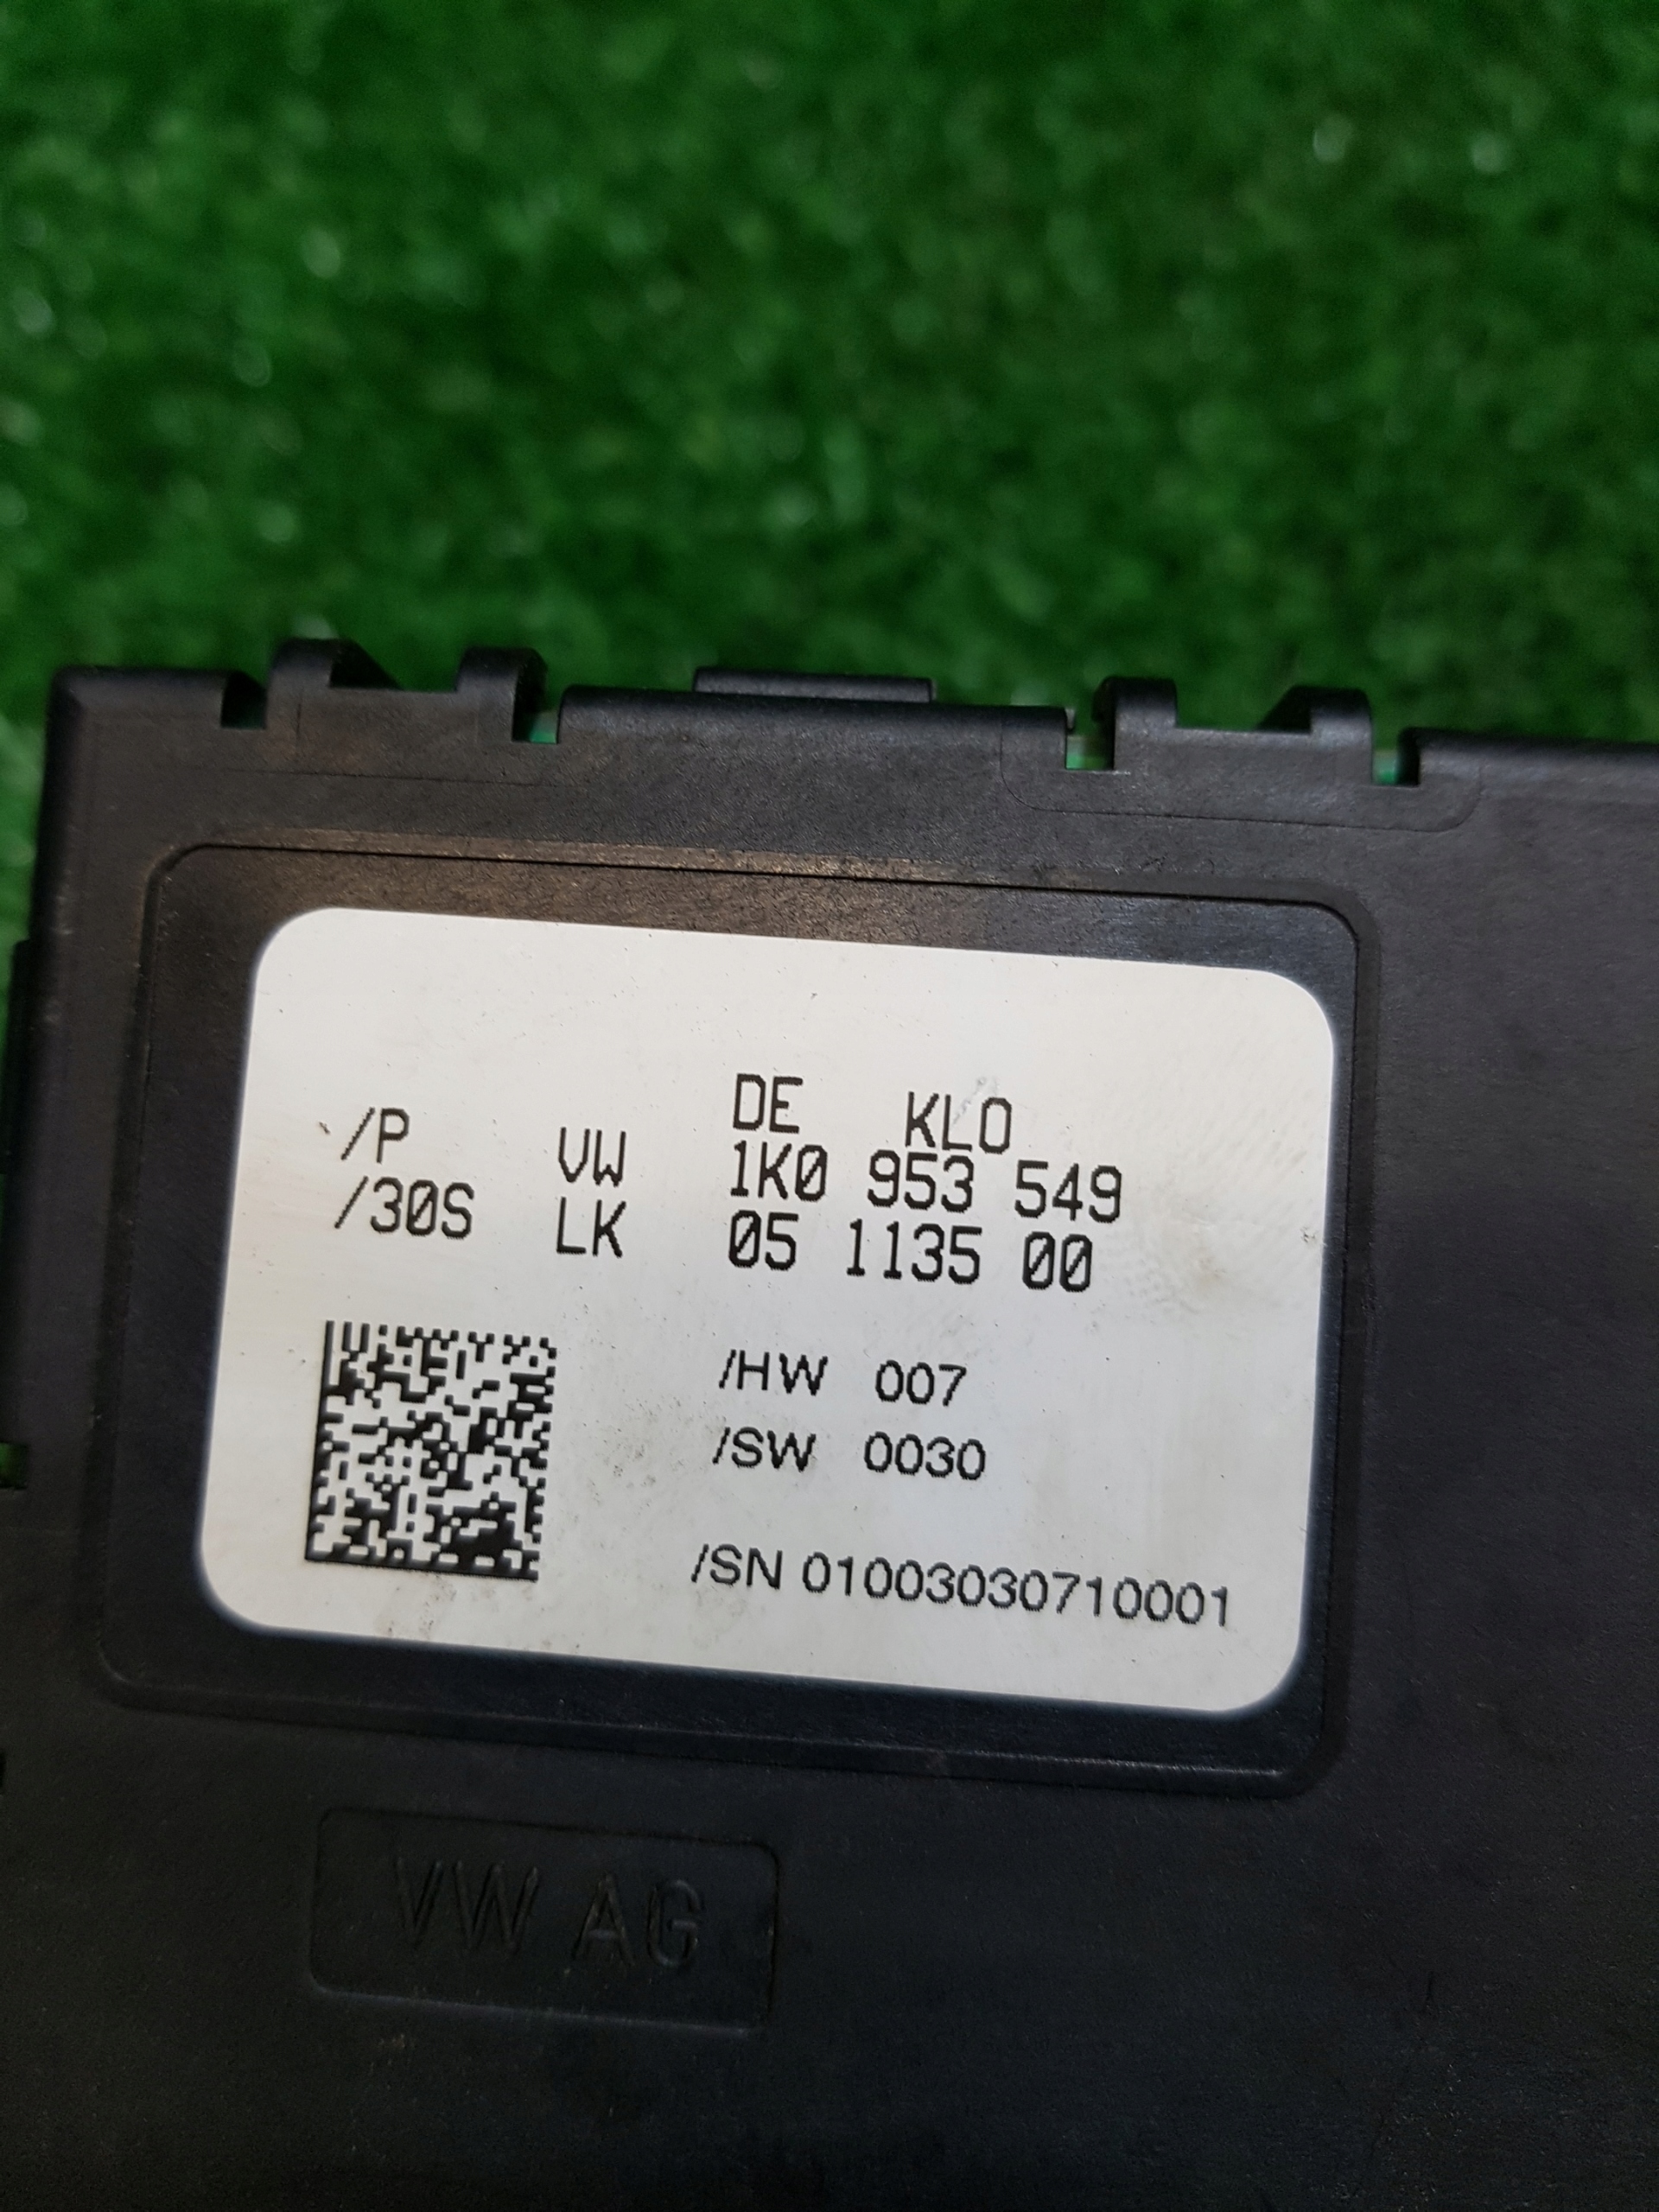 DE KLO
/P VW 1K0 953 549
/30S LK 05 1135 00
/HW 007
/SW 0030
/SN 01003030710001
VW AG